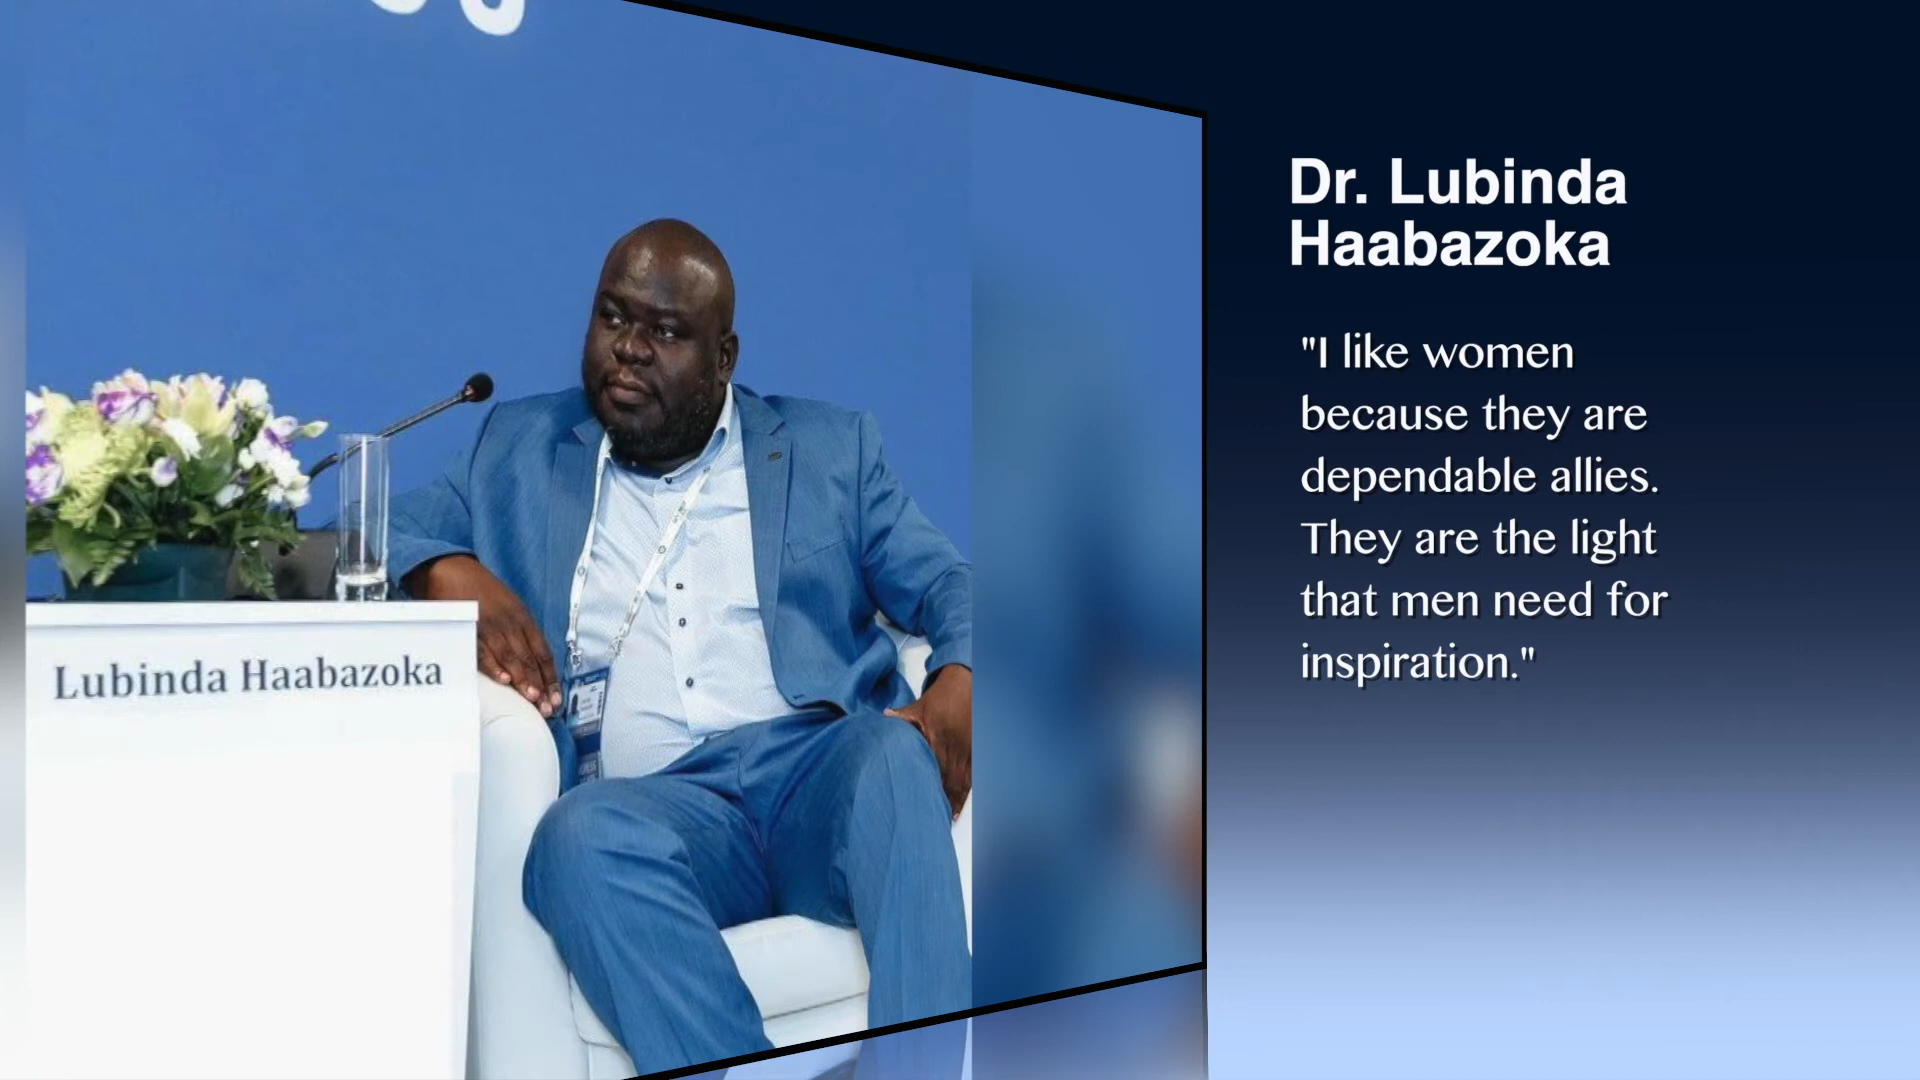 Dr. Lubinda
Haabazoka
"I like women
because they are
dependable allies.
They are the light
that men need for
inspiration."
Lubinda Haabazoka